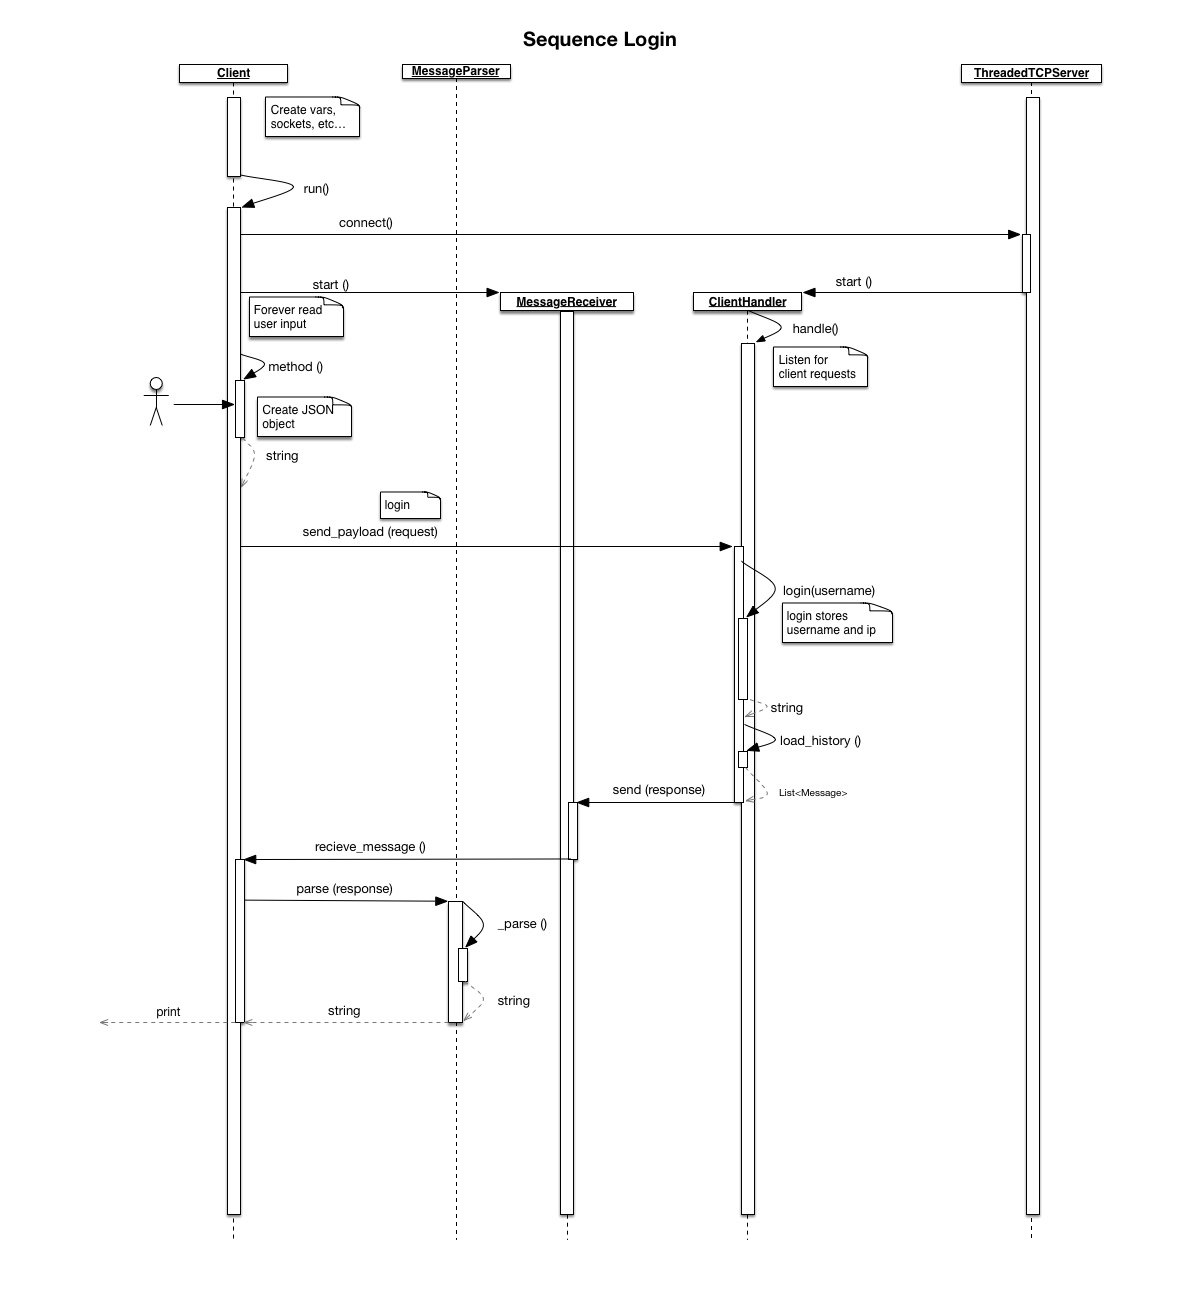 Sequence Login
Client
MessageParser
ThreadedTCPServer
Create vars,
sockets, etc...
run()
connect()
start ()
start ()
MessageReceiver
ClientHandler
Forever read
user input
handle()
Listen for
client requests
method ()
Create JSON
object
string
login
send_payload (request)
login(username)
login stores
username and ip
string
load_history ()
send (response)
List<Message>
recieve_message ()
parse (response)
_parse ()
string
print
string